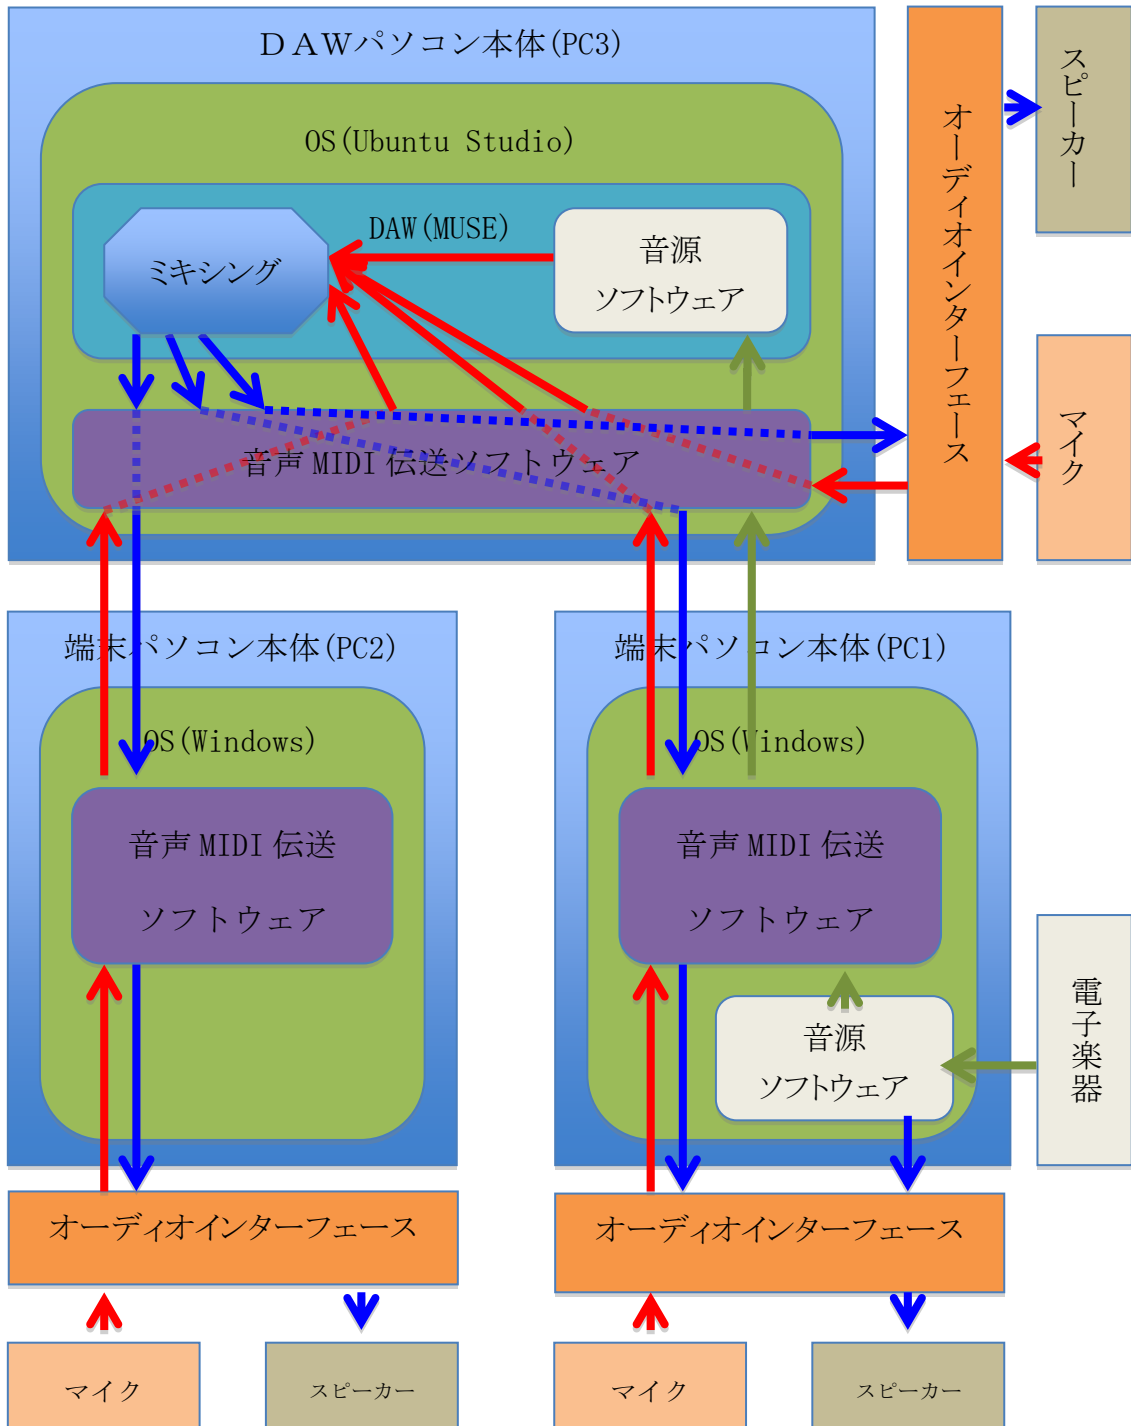 ＤＡＷパソコン本体(PC3)
OS(Ubuntu Studio)
DAW(MUSE)
ミキシング
音源
ソフトウェア
音声 MIDI 伝送ソフトウェア
オーディオインターフェース
スピーカー
マイク
端末パソコン本体(PC2)
OS(Windows)
音声 MIDI 伝送
ソフトウェア
オーディオインターフェース
マイク
スピーカー
端末パソコン本体(PC1)
OS(Windows)
音声 MIDI 伝送
ソフトウェア
音源
ソフトウェア
電子楽器
オーディオインターフェース
マイク
スピーカー